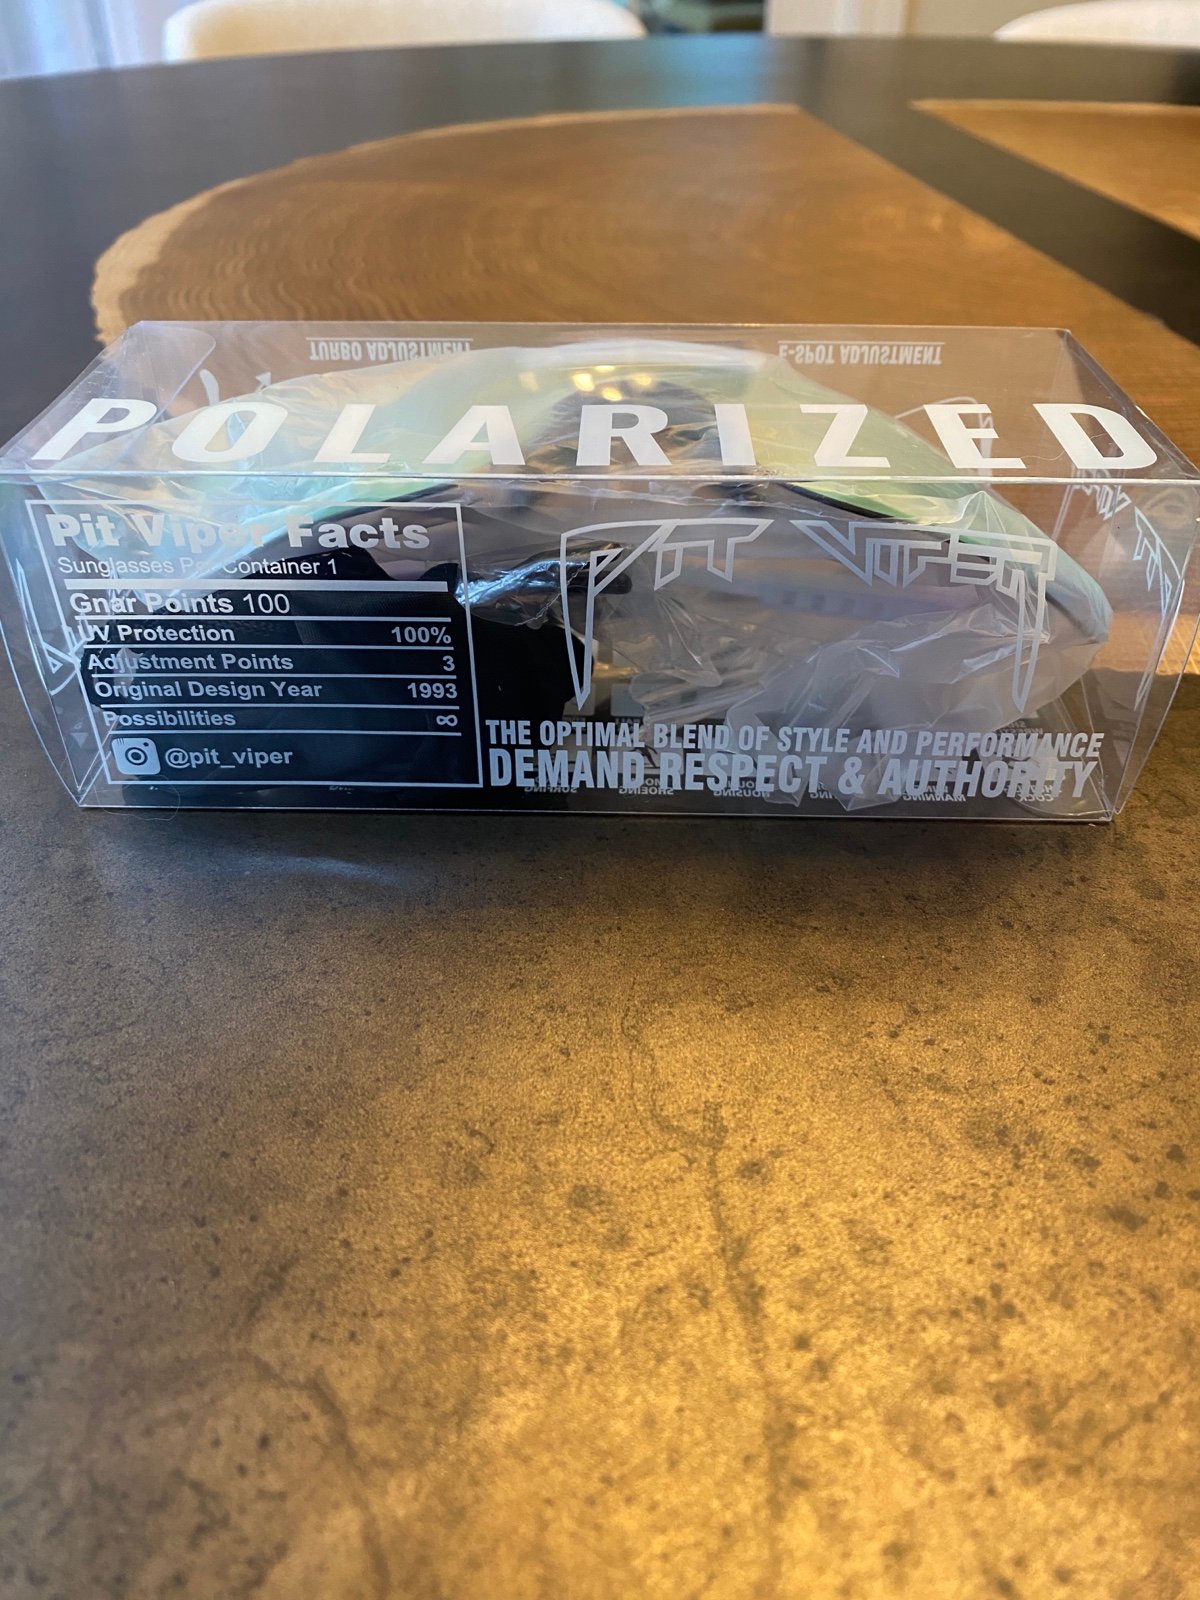 TURBO ADJUSTMENT
E-SPOT ADJUSTMENT
POLARIZED
Pit Viper Facts
Sunglasses Per Container 1
Gnar Points 100
UV Protection 100%
Adjustment Points 3
Original Design Year 1993
Possibilities ∞
@pit_viper
PIT VIPER
THE OPTIMAL BLEND OF STYLE AND PERFORMANCE
DEMAND RESPECT & AUTHORITY